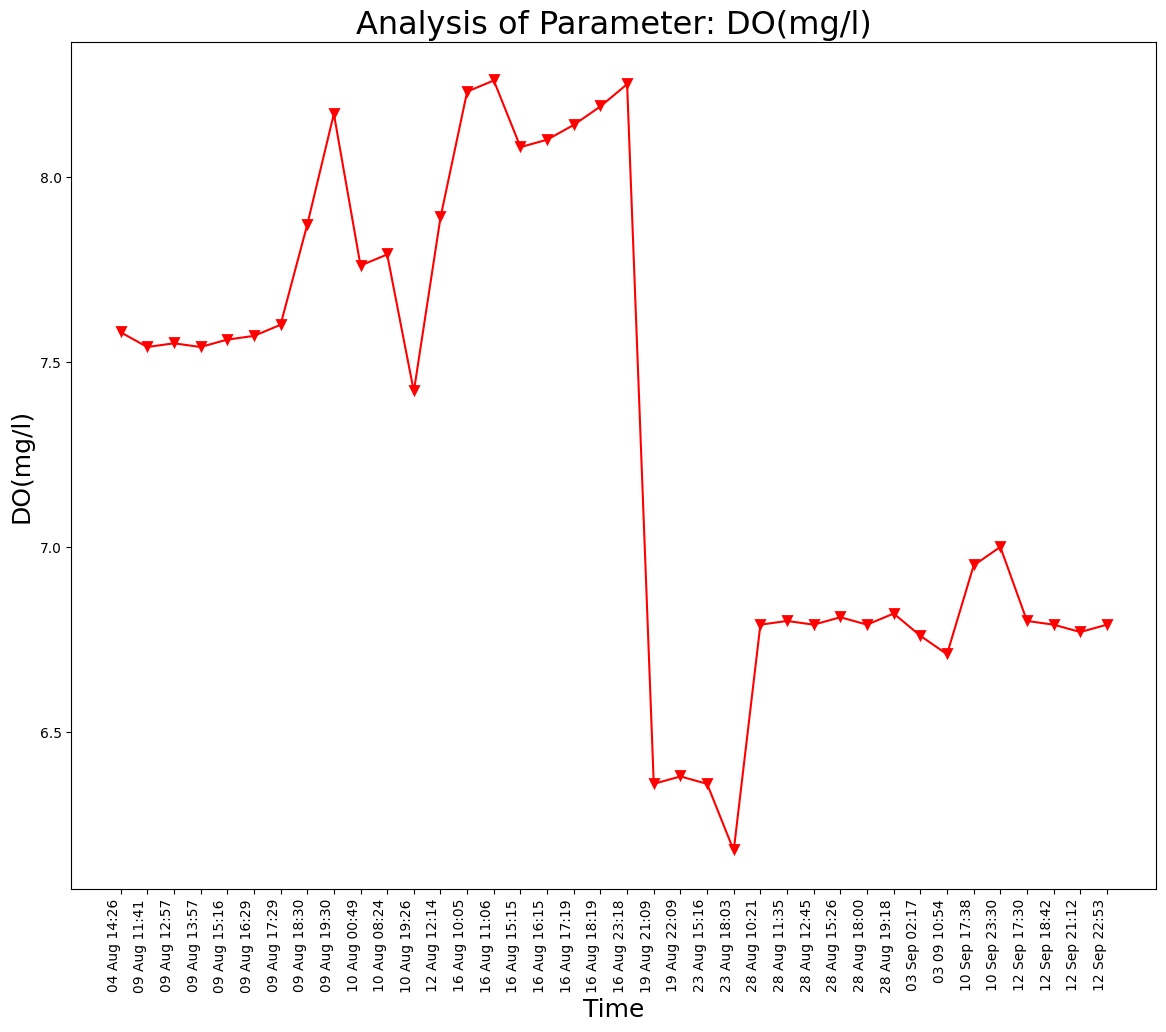 Analysis of Parameter: DO(mg/l)
DO(mg/l)
8.0
7.5
7.0
6.5
04 Aug 14:26
09 Aug 11:41
09 Aug 12:57
09 Aug 13:57
09 Aug 15:16
09 Aug 16:29
09 Aug 17:29
09 Aug 18:30
09 Aug 19:30
10 Aug 00:49
10 Aug 08:24
10 Aug 19:26
12 Aug 12:14
16 Aug 10:05
16 Aug 11:06
16 Aug 15:15
16 Aug 16:15
16 Aug 17:19
16 Aug 18:19
16 Aug 23:18
19 Aug 21:09
19 Aug 22:09
23 Aug 15:16
23 Aug 18:03
28 Aug 10:21
28 Aug 11:35
28 Aug 12:45
28 Aug 15:26
28 Aug 18:00
28 Aug 19:18
03 Sep 02:17
03 09 10:54
10 Sep 17:38
10 Sep 23:30
12 Sep 17:30
12 Sep 18:42
12 Sep 21:12
12 Sep 22:53
Time